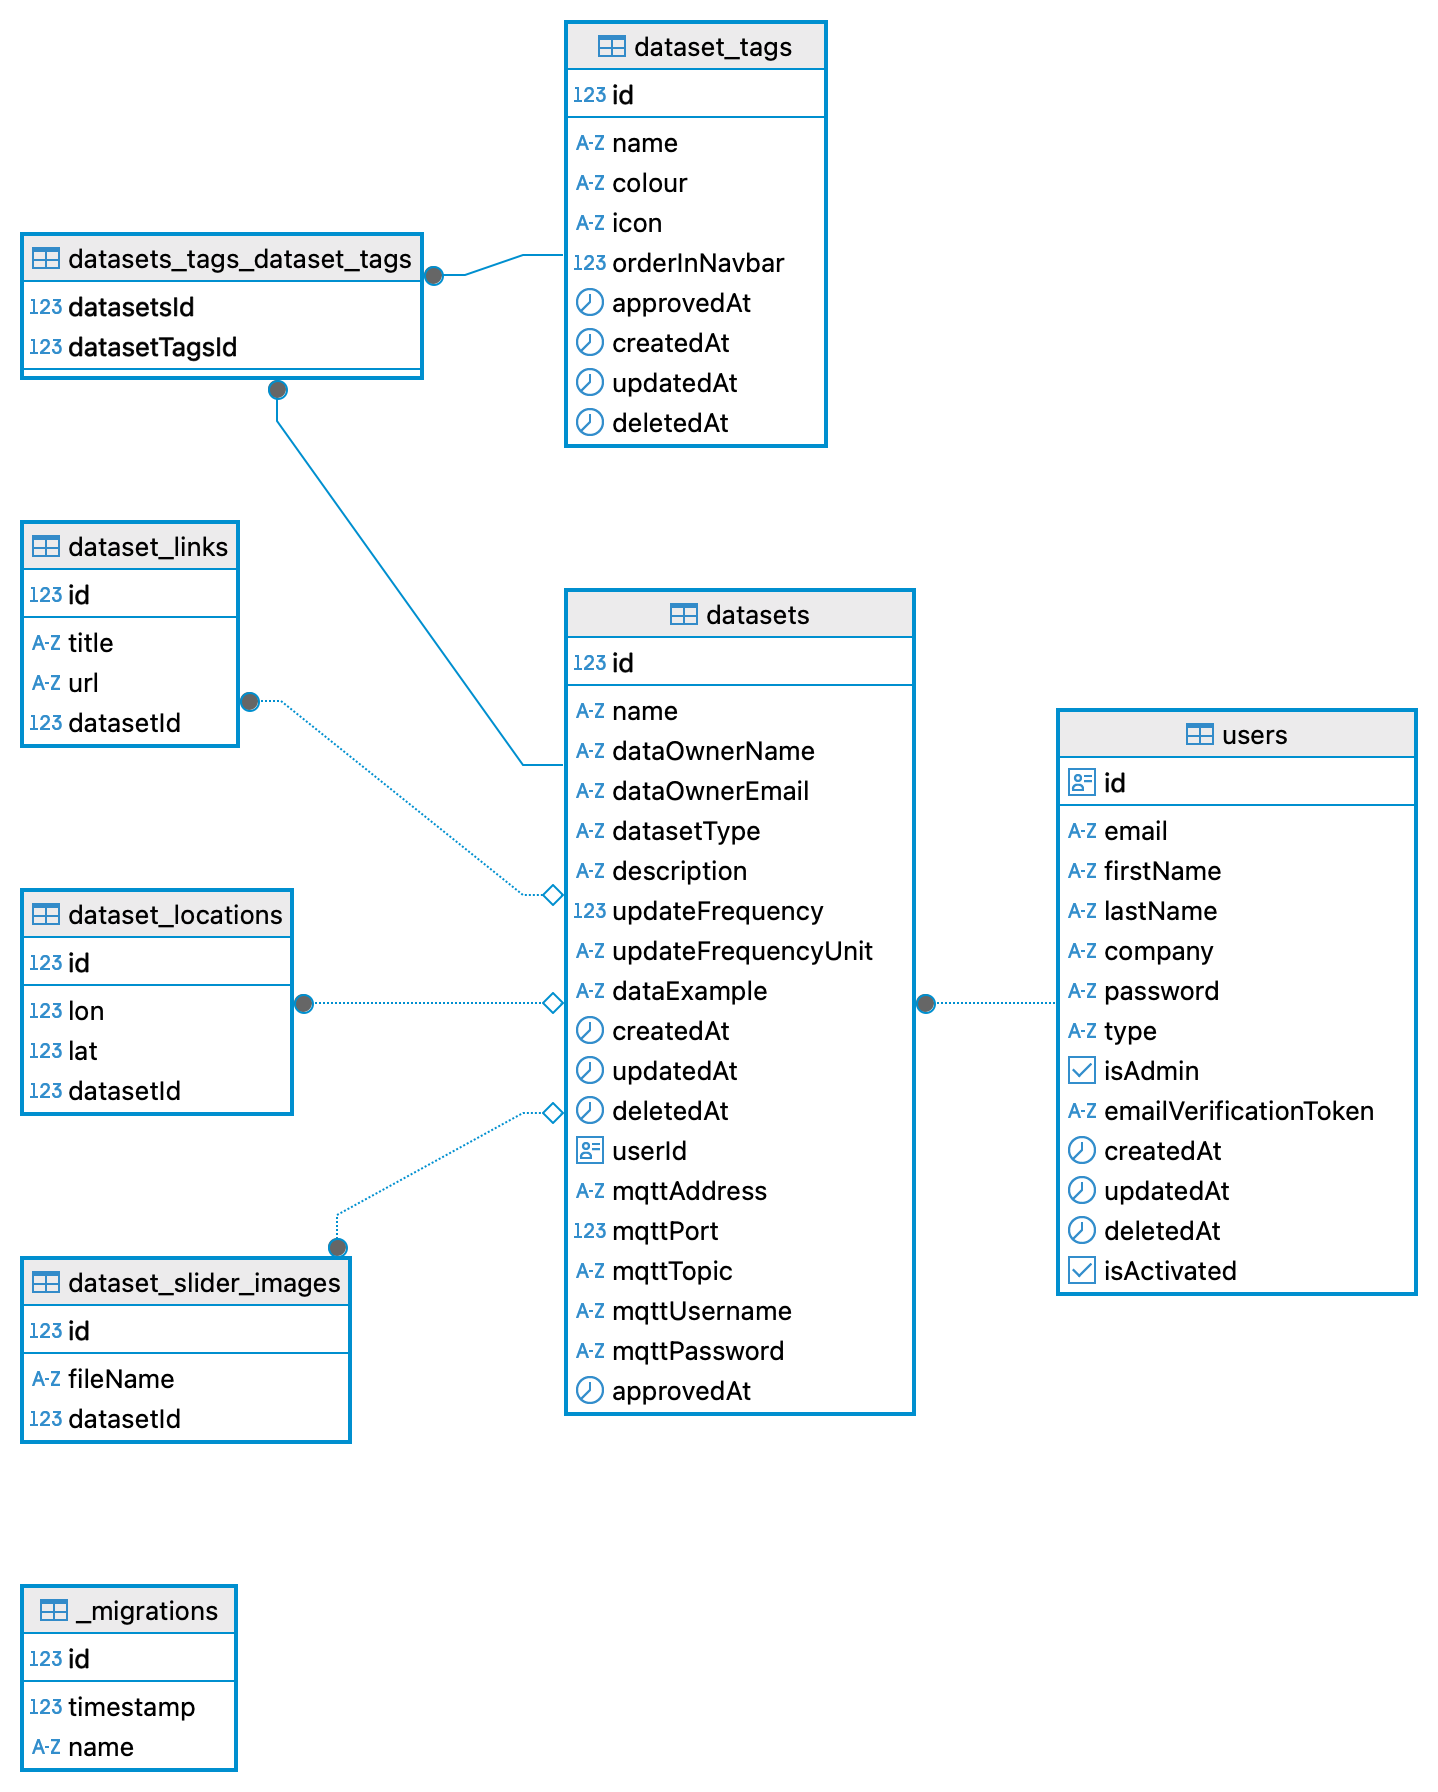 dataset_tags
123 id
A-Z name
A-Z colour
A-Z icon
123 orderInNavbar
approvedAt
createdAt
updatedAt
deletedAt
datasets_tags_dataset_tags
123 datasetsId
123 datasetTagsId
dataset_links
123 id
A-Z title
A-Z url
123 datasetId
datasets
123 id
A-Z name
A-Z dataOwnerName
A-Z dataOwnerEmail
A-Z datasetType
A-Z description
123 updateFrequency
A-Z updateFrequencyUnit
A-Z dataExample
createdAt
updatedAt
deletedAt
userId
A-Z mqttAddress
123 mqttPort
A-Z mqttTopic
A-Z mqttUsername
A-Z mqttPassword
approvedAt
users
id
A-Z email
A-Z firstName
A-Z lastName
A-Z company
A-Z password
A-Z type
isAdmin
A-Z emailVerificationToken
createdAt
updatedAt
deletedAt
isActivated
dataset_locations
123 id
123 lon
123 lat
123 datasetId
dataset_slider_images
123 id
A-Z fileName
123 datasetId
_migrations
123 id
123 timestamp
A-Z name